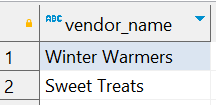 ABC vendor_name
1 Winter Warmers
2 Sweet Treats